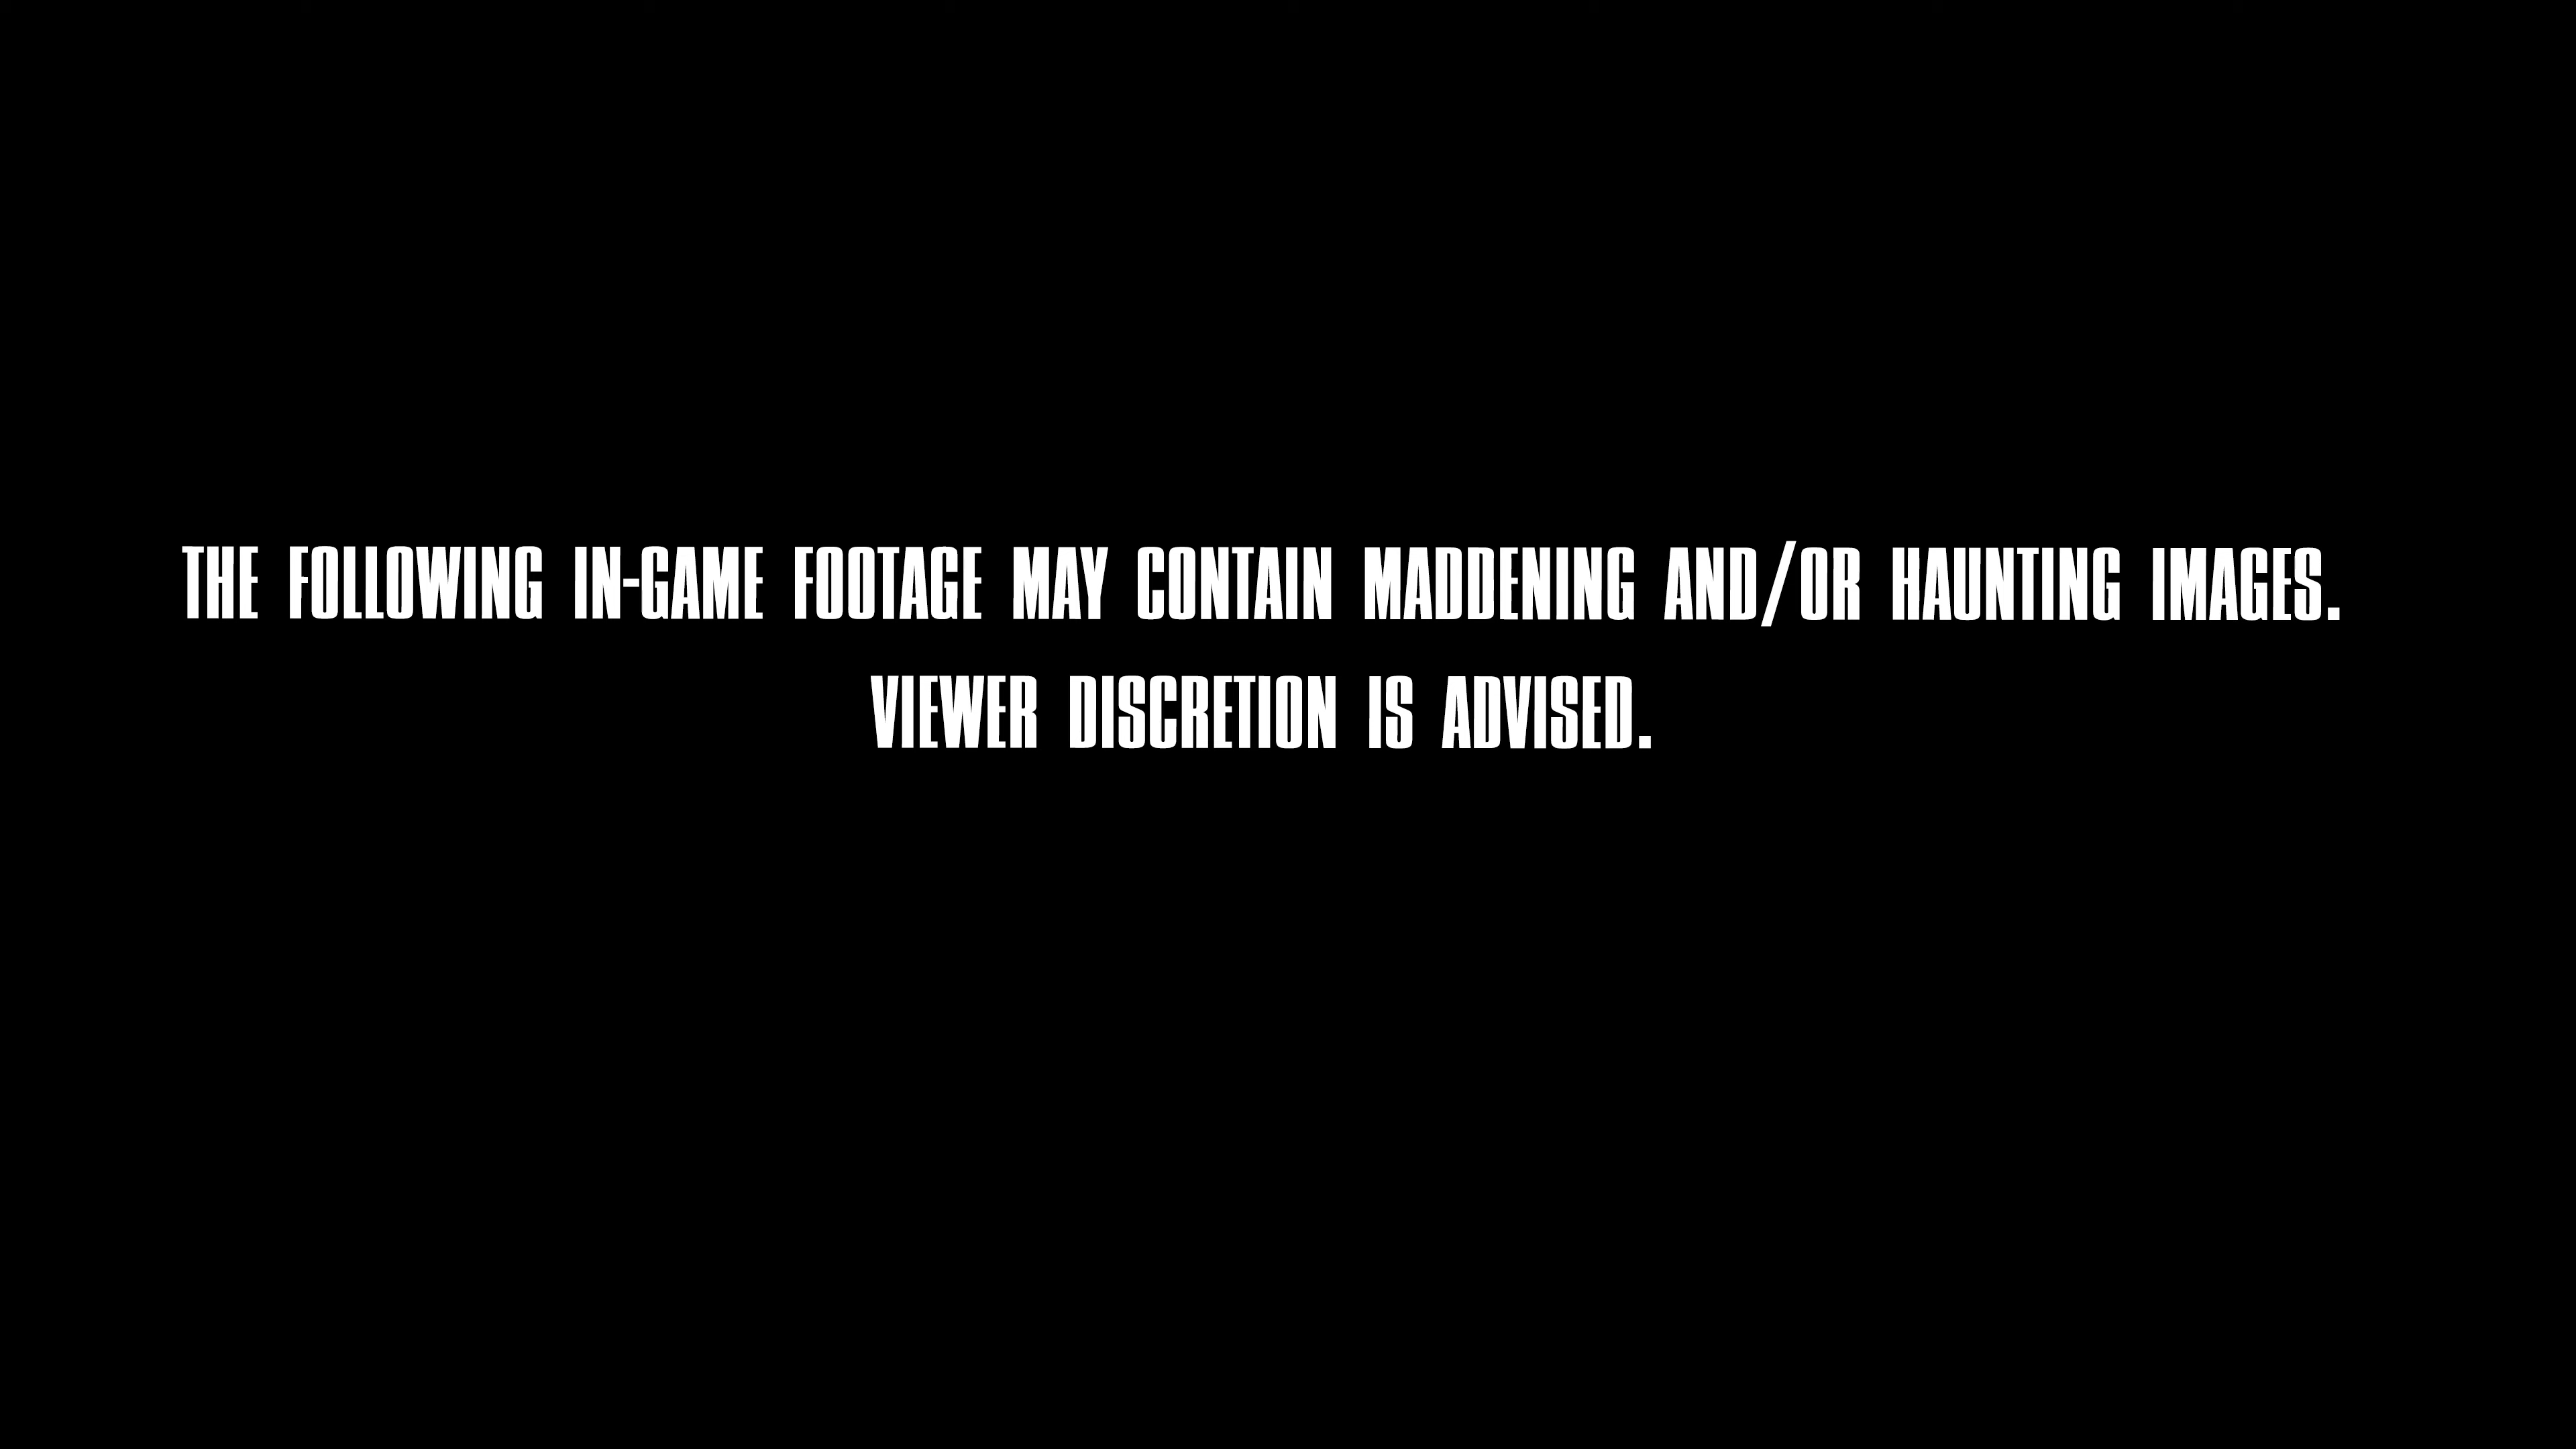 THE FOLLOWING IN-GAME FOOTAGE MAY CONTAIN MADDENING AND/OR HAUNTING IMAGES.
VIEWER DISCRETION IS ADVISED.